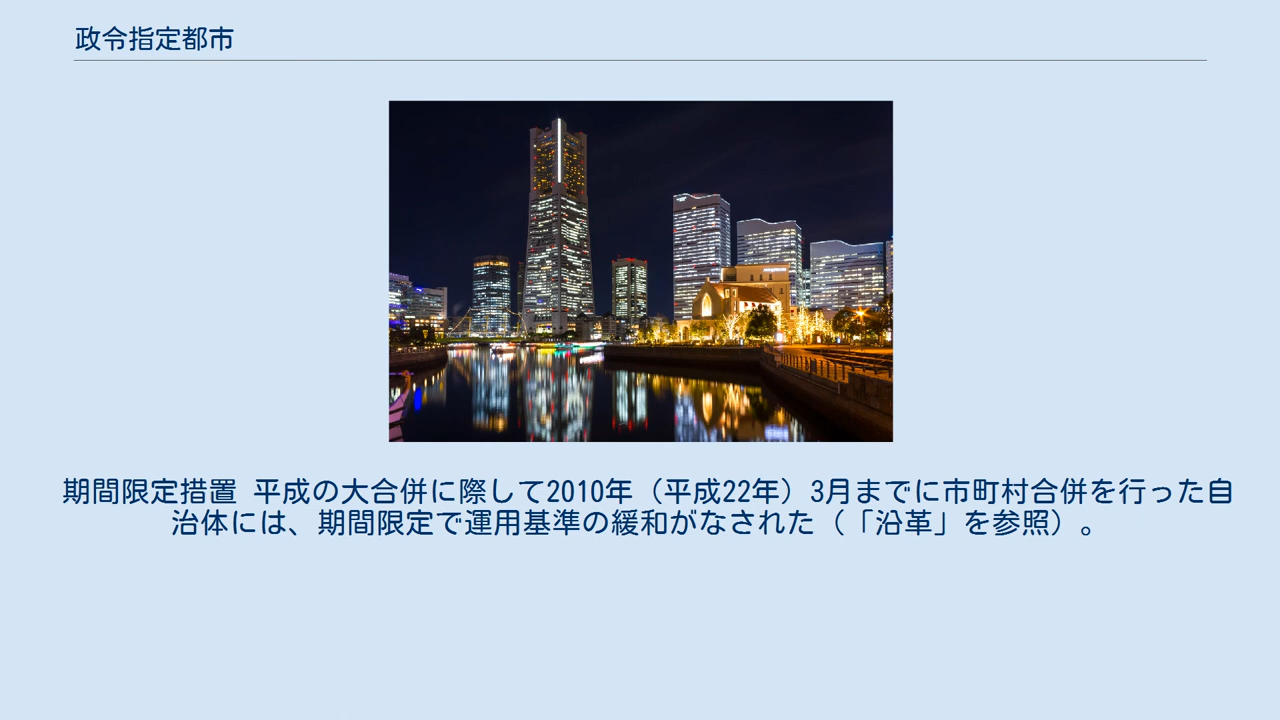 政令指定都市
期間限定措置 平成の大合併に際して2010年（平成22年）3月までに市町村合併を行った自
治体には、期間限定で運用基準の緩和がなされた（「沿革」を参照）。